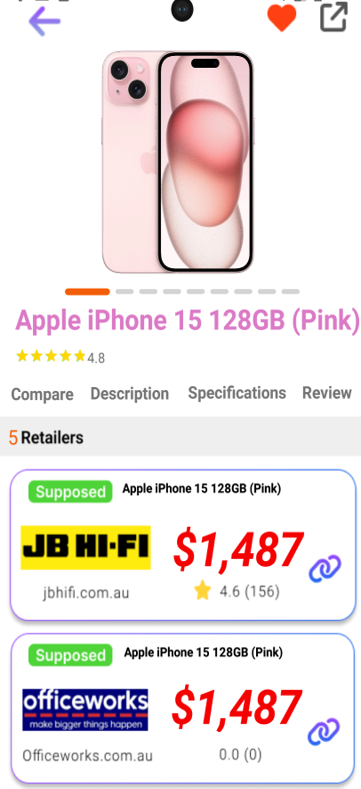 Apple iPhone 15 128GB (Pink)
4.8
Compare Description Specifications Review
5 Retailers
Supposed Apple iPhone 15 128GB (Pink)
JB HI-FI $1,487
jbhifi.com.au 4.6 (156)
Supposed Apple iPhone 15 128GB (Pink)
officeworks
make bigger things happen
$1,487
Officeworks.com.au 0.0 (0)